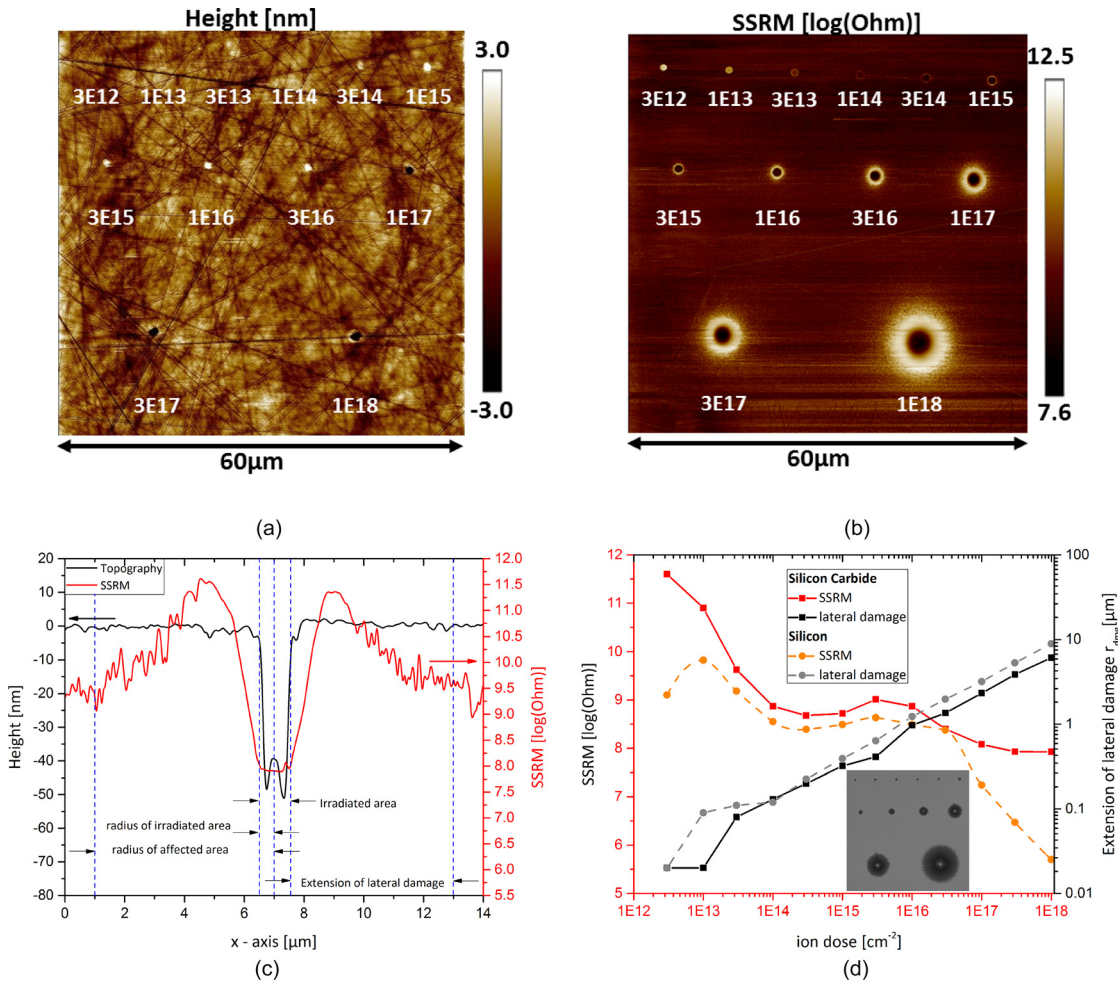 Height [nm]
3.0
3E12 1E13 3E13 1E14 3E14 1E15
3E15 1E16 3E16 1E17
3E17 1E18
-3.0
60µm
(a)
SSRM [log(Ohm)]
12.5
3E12 1E13 3E13 1E14 3E14 1E15
3E15 1E16 3E16 1E17
3E17 1E18
7.6
60µm
(b)
Topography
SSRM
20
10
0
-10
-20
-30
-40
-50
-60
-70
-80
Height [nm]
12.0
11.5
11.0
10.5
10.0
9.5
9.0
8.5
8.0
7.5
7.0
6.5
6.0
5.5
SSRM [log(Ohm)]
Irradiated area
radius of irradiated area
radius of affected area
Extension of lateral damage
0 2 4 6 8 10 12 14
x - axis [µm]
(c)
Silicon Carbide
SSRM
lateral damage
Silicon
SSRM
lateral damage
12
11
10
9
8
7
6
5
SSRM [log(Ohm)]
100
10
1
0.1
0.01
Extension of lateral damage r_dmg[µm]
1E12 1E13 1E14 1E15 1E16 1E17 1E18
ion dose [cm⁻²]
(d)